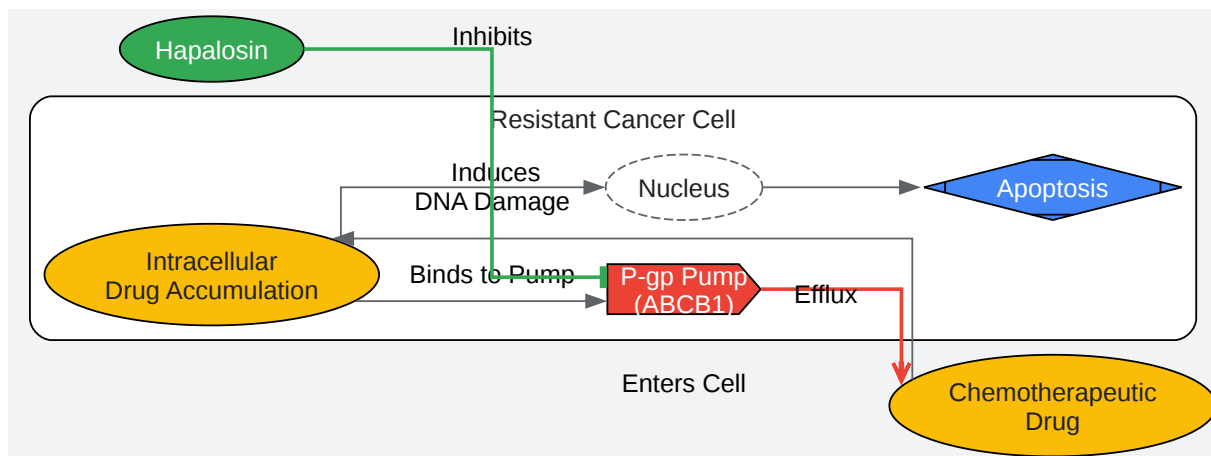 Hapalosin
Inhibits
Resistant Cancer Cell
Induces
DNA Damage
Nucleus
Apoptosis
Intracellular
Drug Accumulation
Binds to Pump
P-gp Pump
(ABCB1)
Efflux
Enters Cell
Chemotherapeutic
Drug